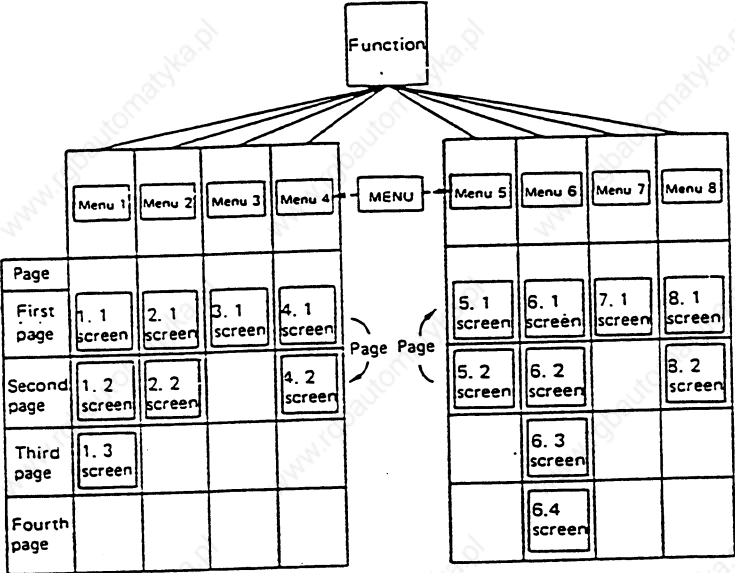 Function
Menu 1 Menu 2 Menu 3 Menu 4 MENU Menu 5 Menu 6 Menu 7 Menu 8
Page
First page
1. 1 screen
2. 1 screen
3. 1 screen
4. 1 screen
Page Page
5. 1 screen
6. 1 screen
7. 1 screen
8. 1 screen
Second page
1. 2 screen
2. 2 screen
4. 2 screen
5. 2 screen
6. 2 screen
8. 2 screen
Third page
1. 3 screen
6. 3 screen
Fourth page
6.4 screen
www.rgbautomatyka.pl